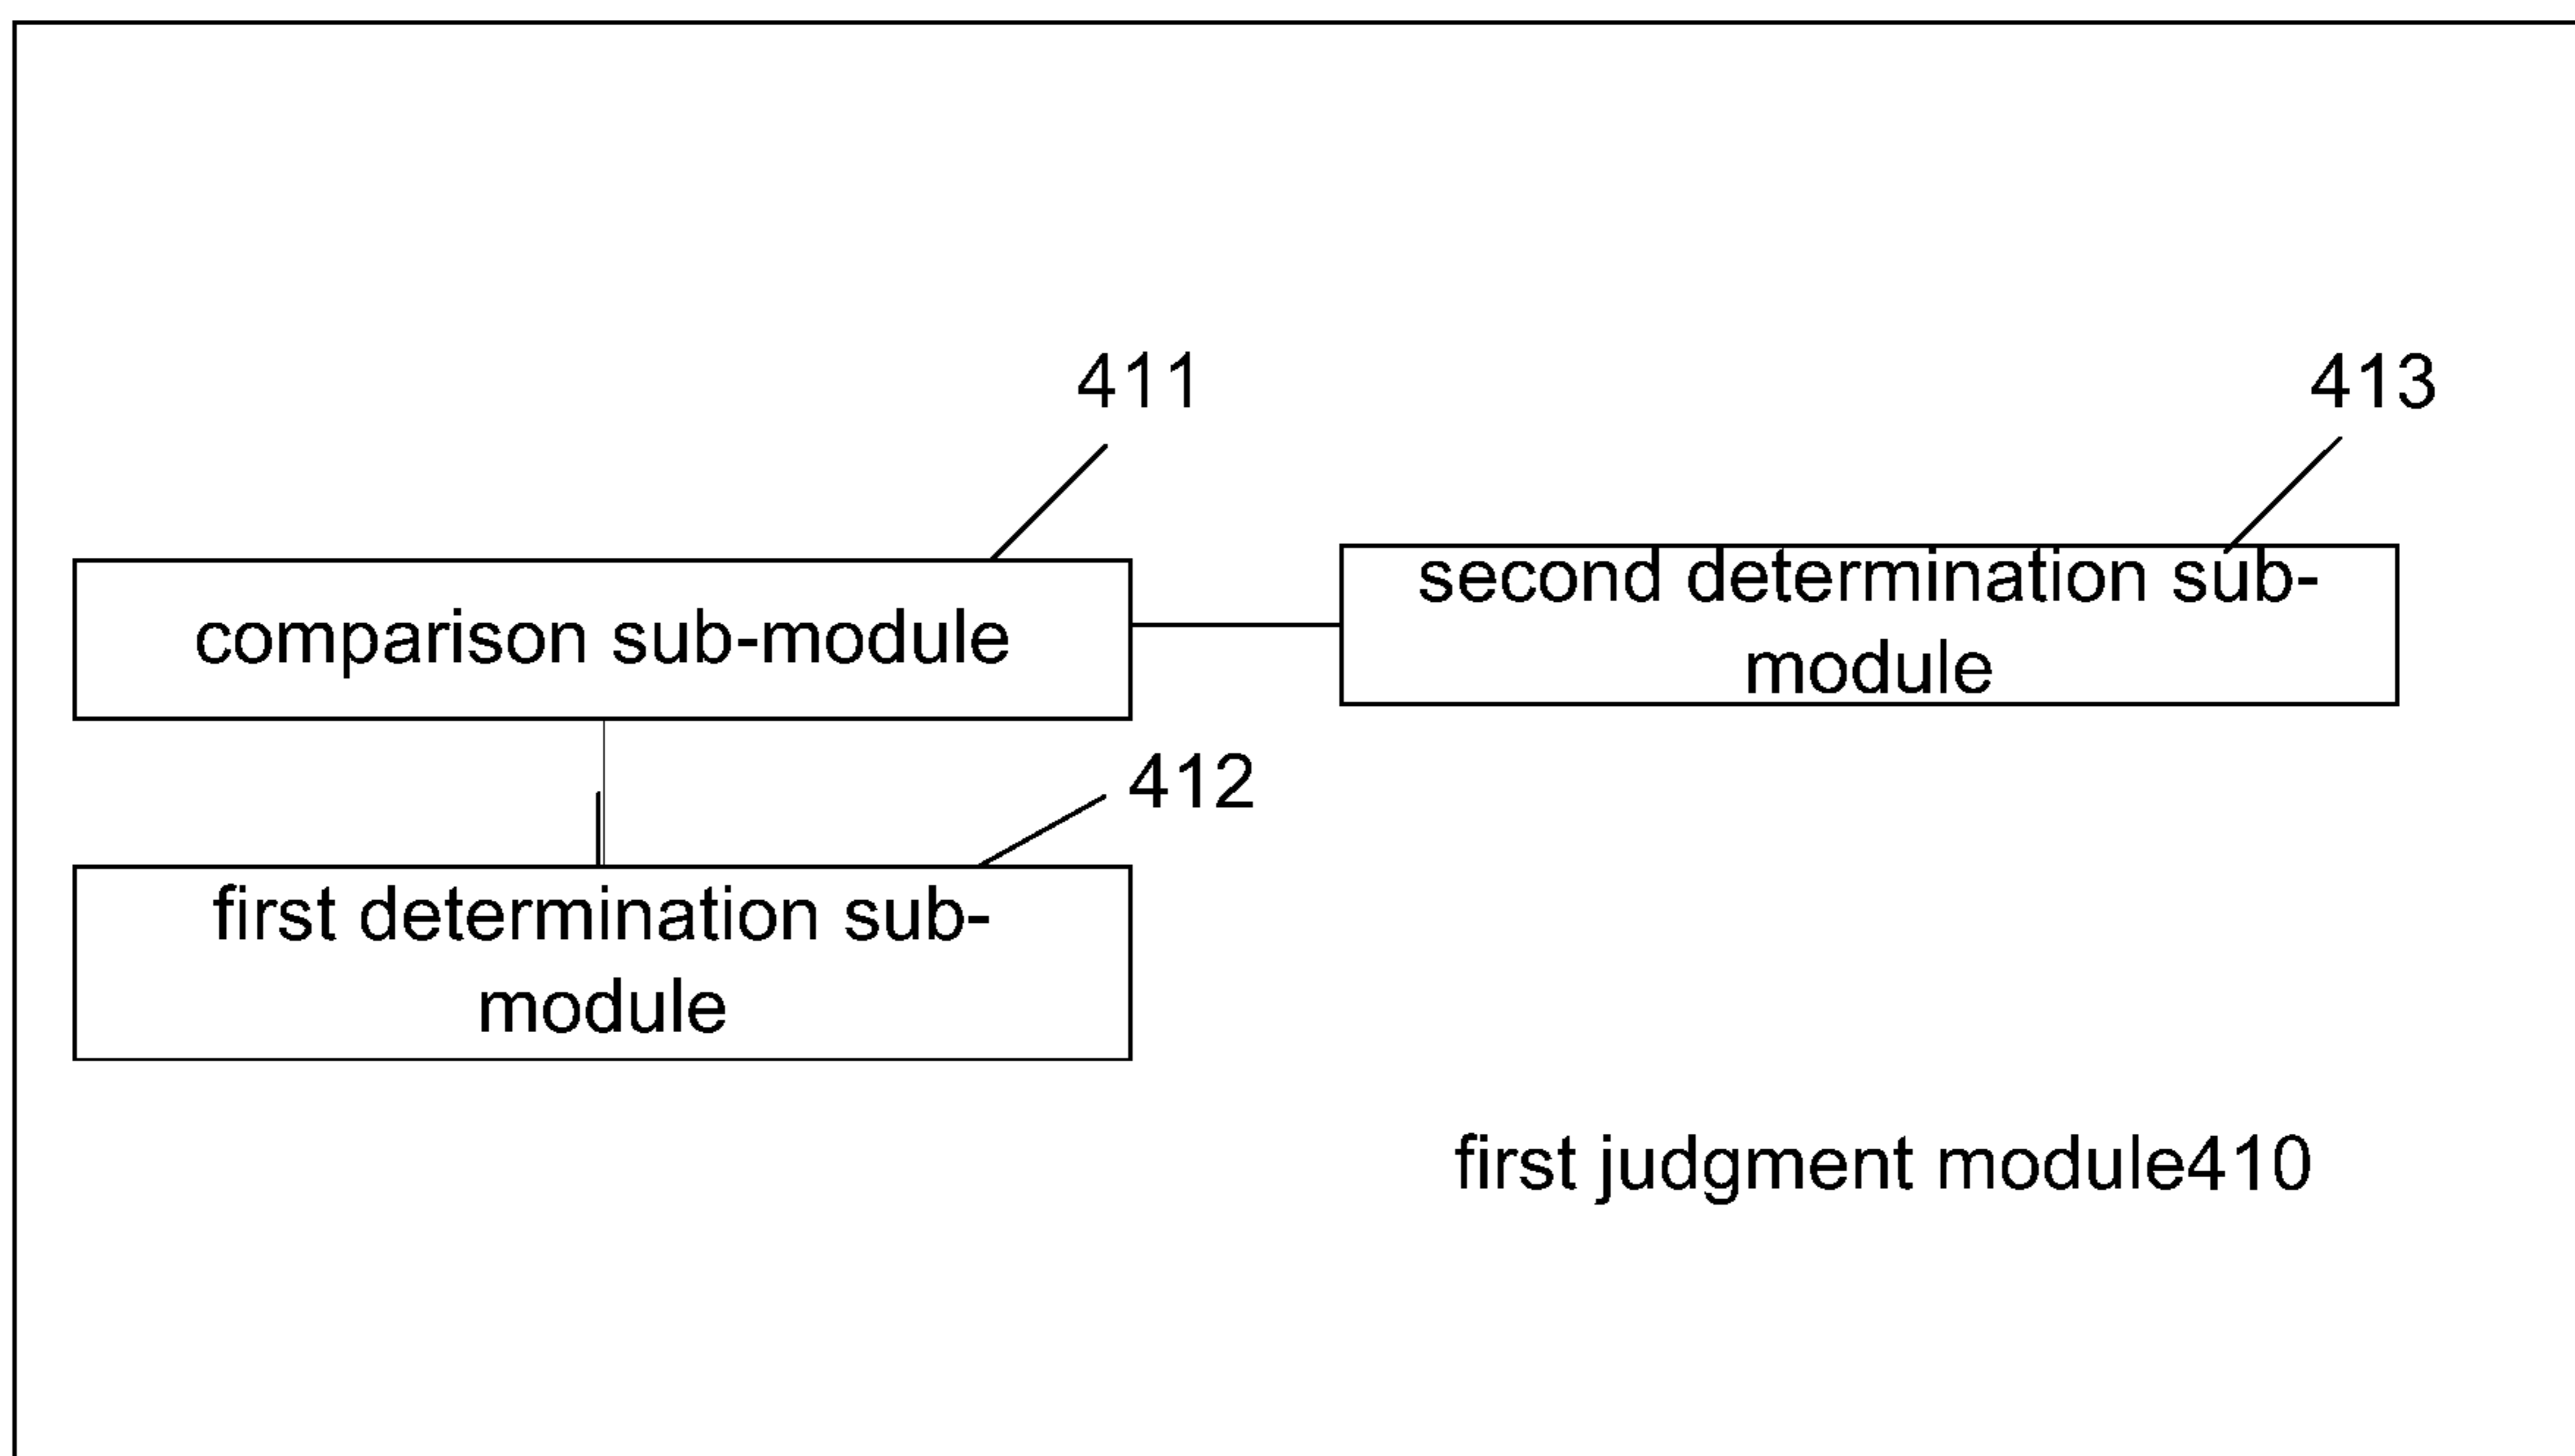 411
413
comparison sub-module
second determination sub-
module
412
first determination sub-
module
first judgment module410